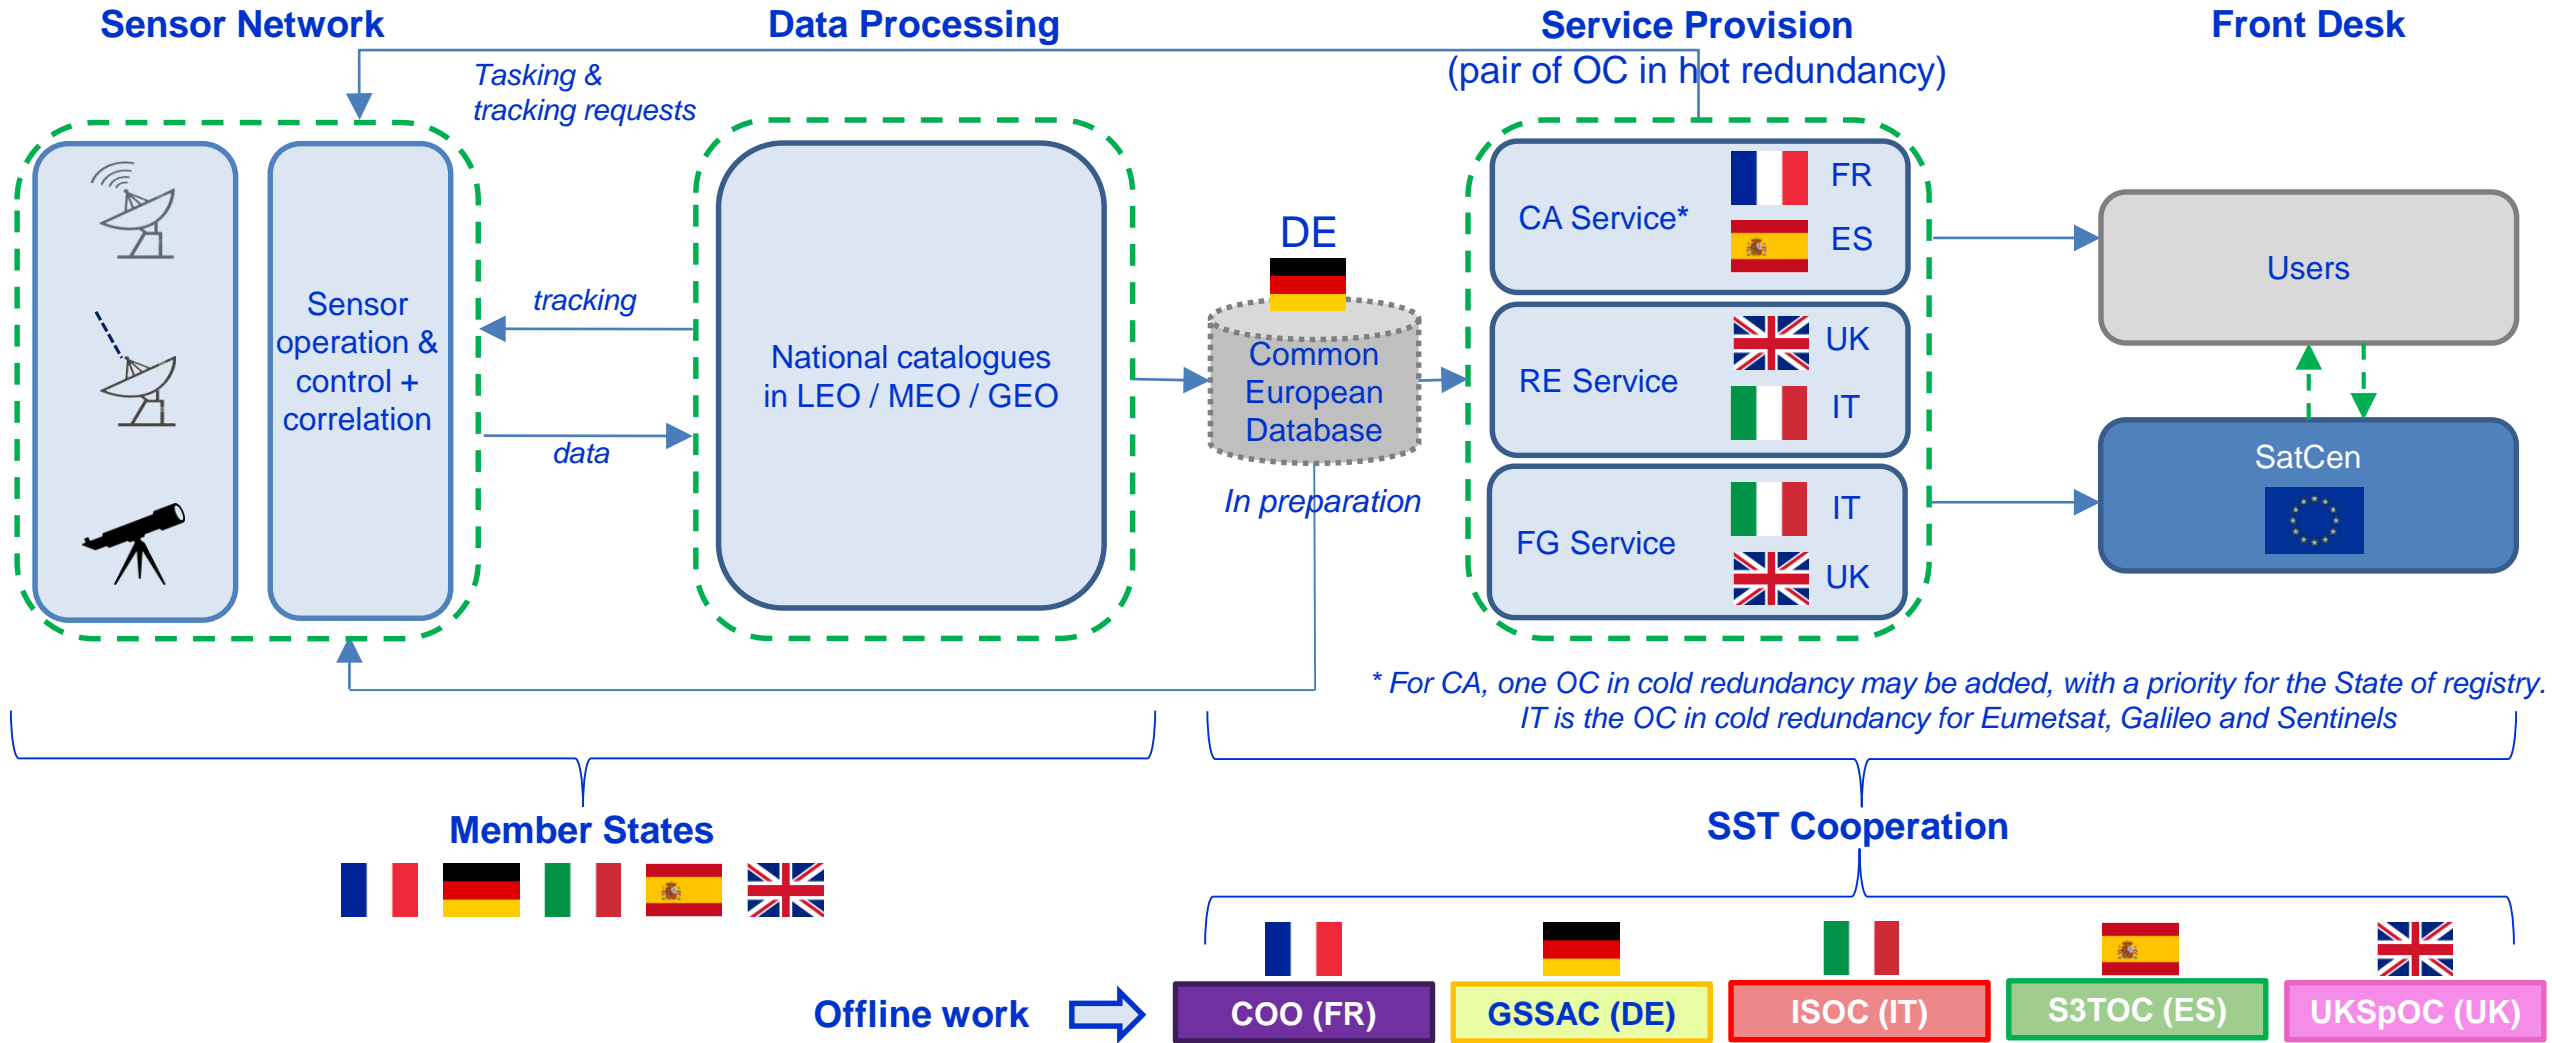 Sensor Network
Data Processing
Service Provision
(pair of OC in hot redundancy)
Front Desk
Tasking &
tracking requests
Sensor
operation &
control +
correlation
tracking
data
National catalogues
in LEO / MEO / GEO
DE
Common
European
Database
In preparation
CA Service*
FR
ES
RE Service
UK
IT
FG Service
IT
UK
Users
SatCen
* For CA, one OC in cold redundancy may be added, with a priority for the State of registry.
IT is the OC in cold redundancy for Eumetsat, Galileo and Sentinels
Member States
SST Cooperation
Offline work
COO (FR)
GSSAC (DE)
ISOC (IT)
S3TOC (ES)
UKSpOC (UK)